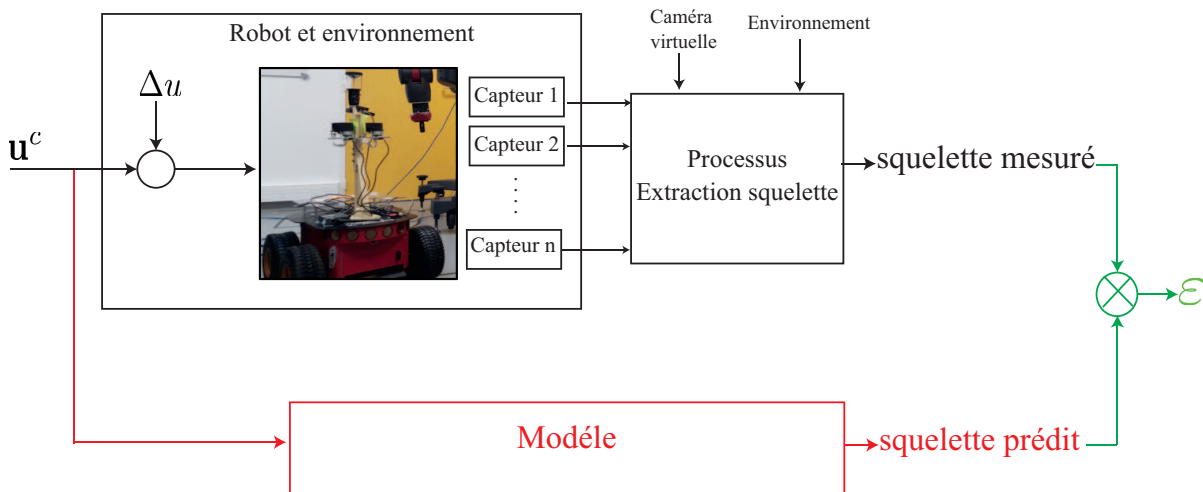 Robot et environnement
Caméra
virtuelle
Environnement
Δu
u^c
Capteur 1
Capteur 2
Capteur n
Processus
Extraction squelette
squelette mesuré
ε
Modéle
squelette prédit